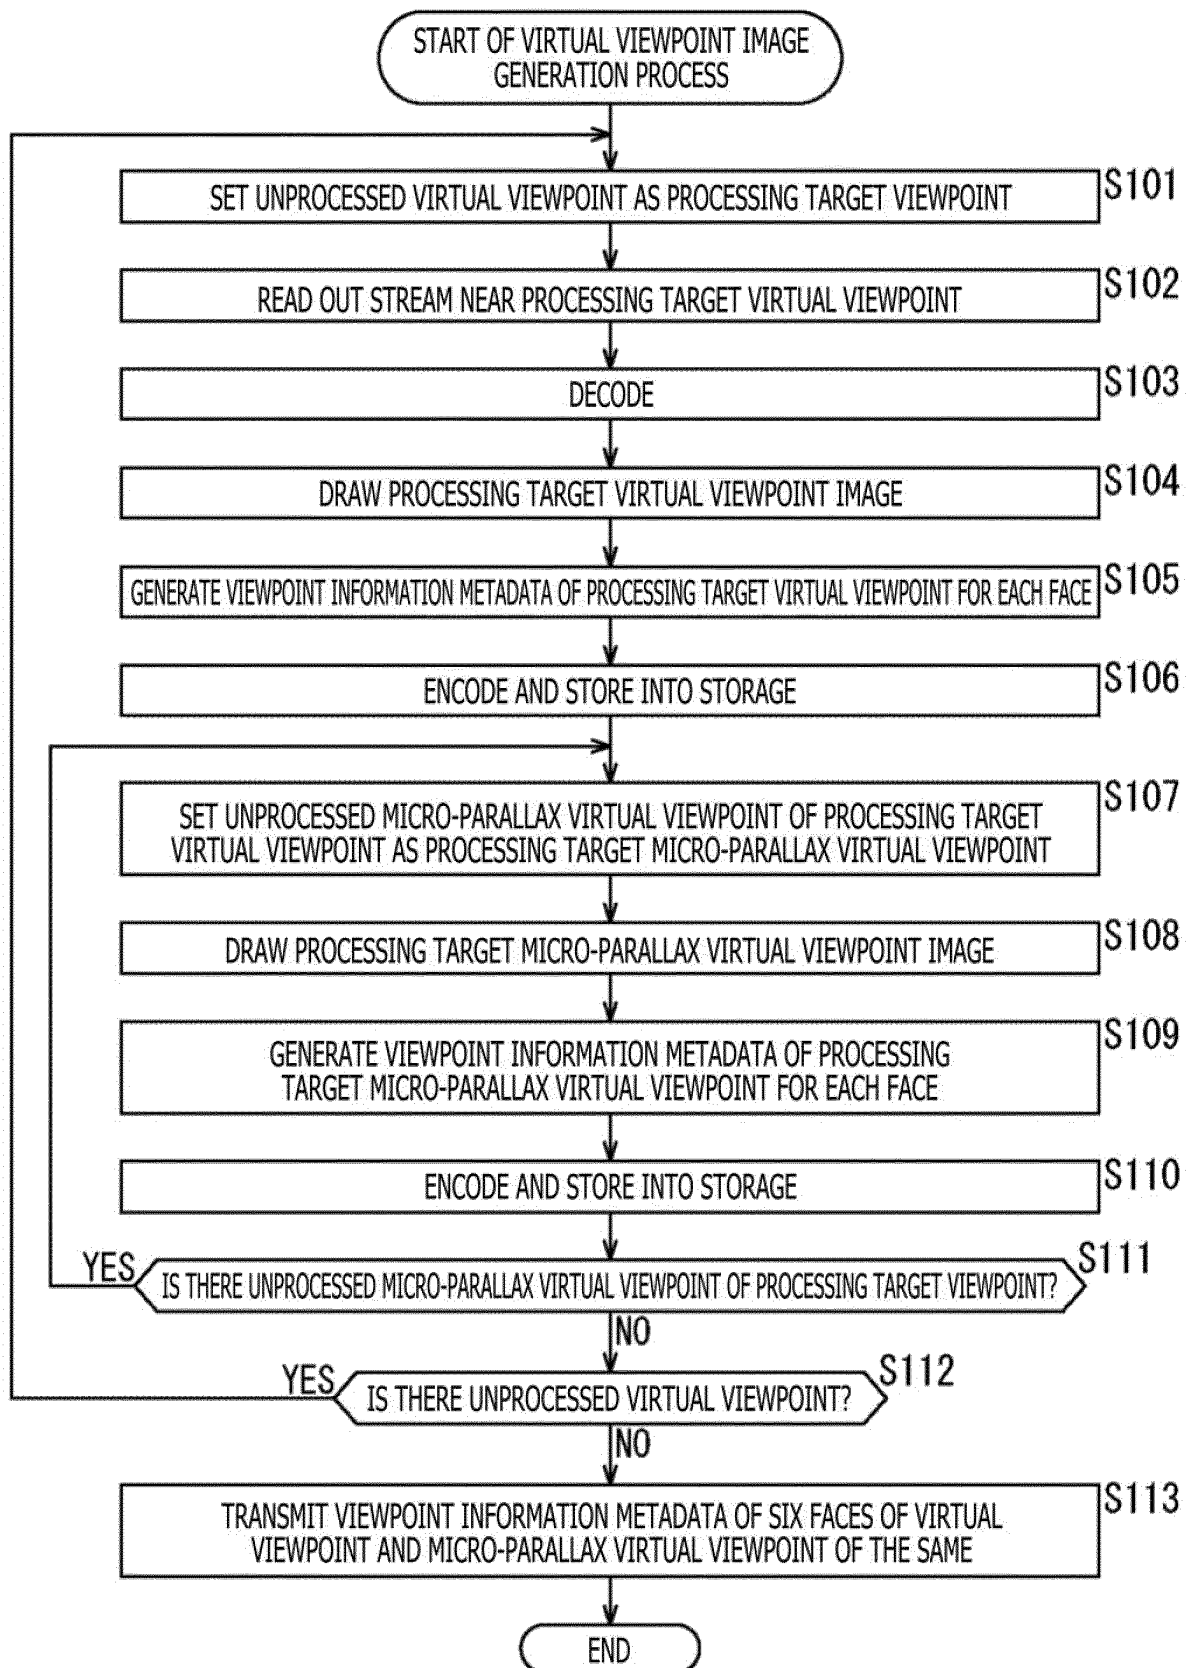 START OF VIRTUAL VIEWPOINT IMAGE
GENERATION PROCESS
S101
SET UNPROCESSED VIRTUAL VIEWPOINT AS PROCESSING TARGET VIEWPOINT
S102
READ OUT STREAM NEAR PROCESSING TARGET VIRTUAL VIEWPOINT
S103
DECODE
S104
DRAW PROCESSING TARGET VIRTUAL VIEWPOINT IMAGE
S105
GENERATE VIEWPOINT INFORMATION METADATA OF PROCESSING TARGET VIRTUAL VIEWPOINT FOR EACH FACE
S106
ENCODE AND STORE INTO STORAGE
S107
SET UNPROCESSED MICRO-PARALLAX VIRTUAL VIEWPOINT OF PROCESSING TARGET
VIRTUAL VIEWPOINT AS PROCESSING TARGET MICRO-PARALLAX VIRTUAL VIEWPOINT
S108
DRAW PROCESSING TARGET MICRO-PARALLAX VIRTUAL VIEWPOINT IMAGE
S109
GENERATE VIEWPOINT INFORMATION METADATA OF PROCESSING
TARGET MICRO-PARALLAX VIRTUAL VIEWPOINT FOR EACH FACE
S110
ENCODE AND STORE INTO STORAGE
S111
YES
IS THERE UNPROCESSED MICRO-PARALLAX VIRTUAL VIEWPOINT OF PROCESSING TARGET VIEWPOINT?
NO
S112
YES
IS THERE UNPROCESSED VIRTUAL VIEWPOINT?
NO
S113
TRANSMIT VIEWPOINT INFORMATION METADATA OF SIX FACES OF VIRTUAL
VIEWPOINT AND MICRO-PARALLAX VIRTUAL VIEWPOINT OF THE SAME
END